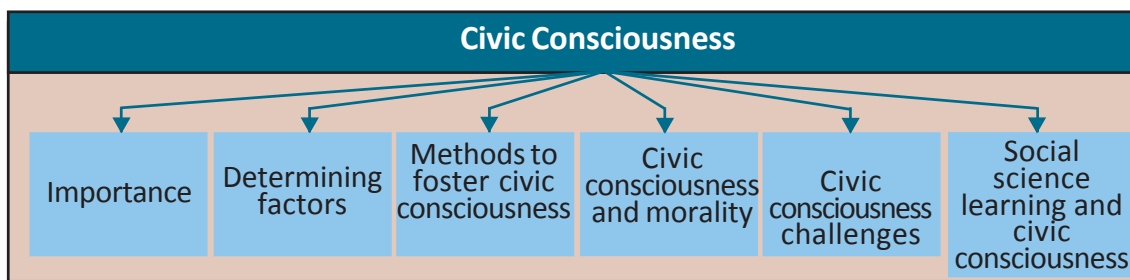 Civic Consciousness
Importance
Determining
factors
Methods to
foster civic
consciousness
Civic
consciousness
and morality
Civic
consciousness
challenges
Social
science
learning and
civic
consciousness